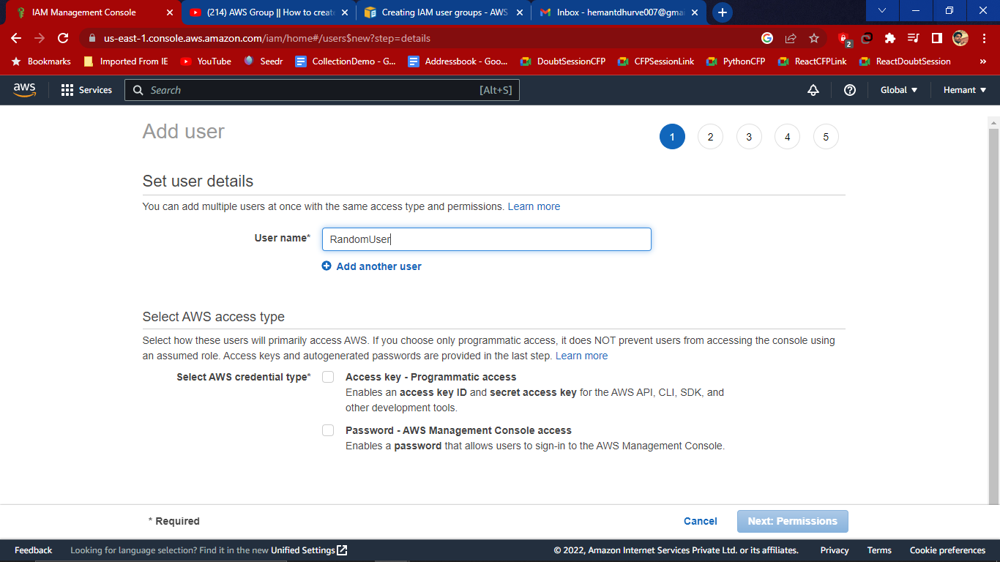 IAM Management Console
(214) AWS Group || How to create
Creating IAM user groups - AWS
Inbox - hemantdhurve007@gma
us-east-1.console.aws.amazon.com/iam/home#/users$new?step=details
2
Bookmarks Imported From IE YouTube Seedr CollectionDemo - G... Addressbook - Goo... DoubtSessionCFP CFPSessionLink PythonCFP ReactCFPLink ReactDoubtSession »
aws Services Search [Alt+S] Global Hemant
Add user 1 2 3 4 5
Set user details
You can add multiple users at once with the same access type and permissions. Learn more
User name* RandomUser
Add another user
Select AWS access type
Select how these users will primarily access AWS. If you choose only programmatic access, it does NOT prevent users from accessing the console using
an assumed role. Access keys and autogenerated passwords are provided in the last step. Learn more
Select AWS credential type* Access key - Programmatic access
Enables an access key ID and secret access key for the AWS API, CLI, SDK, and
other development tools.
Password - AWS Management Console access
Enables a password that allows users to sign-in to the AWS Management Console.
* Required Cancel Next: Permissions
Feedback Looking for language selection? Find it in the new Unified Settings © 2022, Amazon Internet Services Private Ltd. or its affiliates. Privacy Terms Cookie preferences